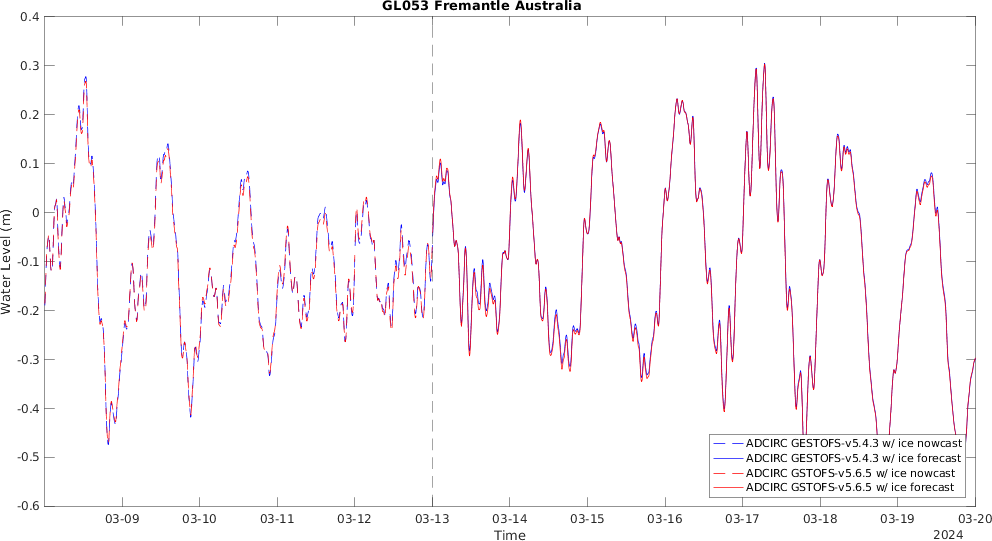 GL053 Fremantle Australia
0.4
0.3
0.2
0.1
0
-0.1
-0.2
-0.3
-0.4
-0.5
-0.6
Water Level (m)
ADCIRC GESTOFS-v5.4.3 w/ ice nowcast
ADCIRC GESTOFS-v5.4.3 w/ ice forecast
ADCIRC GSTOFS-v5.6.5 w/ ice nowcast
ADCIRC GSTOFS-v5.6.5 w/ ice forecast
03-09 03-10 03-11 03-12 03-13 03-14 03-15 03-16 03-17 03-18 03-19 03-20
Time
2024